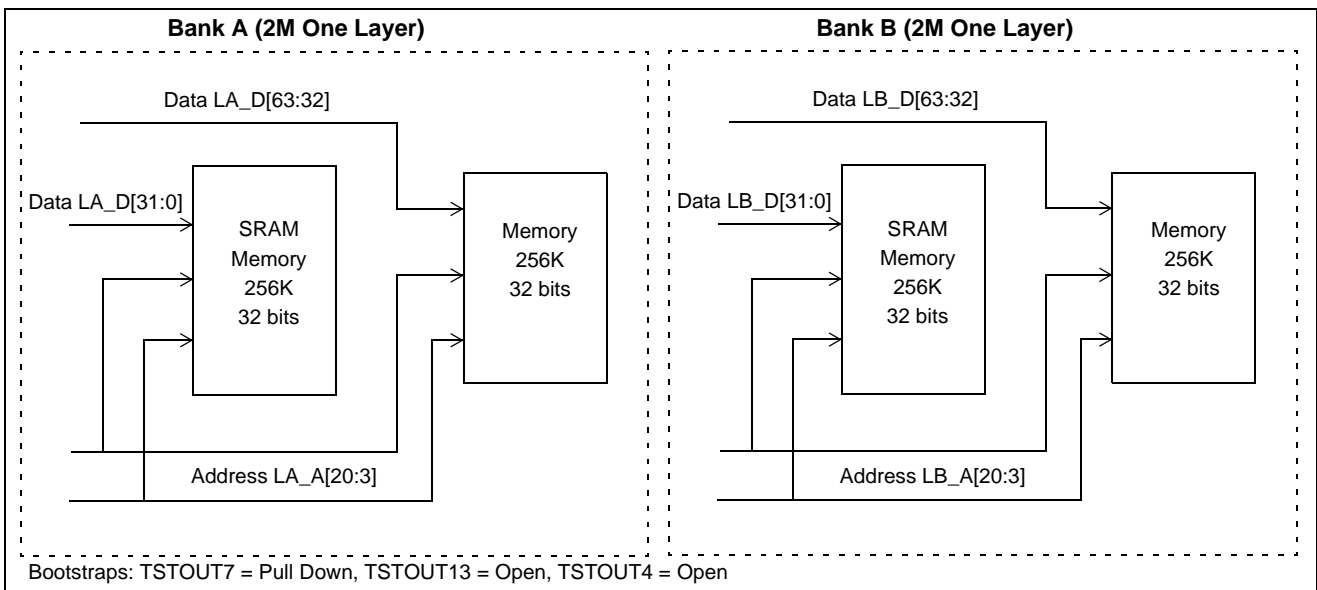 Bank A (2M One Layer)
Data LA_D[63:32]
Data LA_D[31:0]
SRAM
Memory
256K
32 bits
Memory
256K
32 bits
Address LA_A[20:3]
Bank B (2M One Layer)
Data LB_D[63:32]
Data LB_D[31:0]
SRAM
Memory
256K
32 bits
Memory
256K
32 bits
Address LB_A[20:3]
Bootstraps: TSTOUT7 = Pull Down, TSTOUT13 = Open, TSTOUT4 = Open